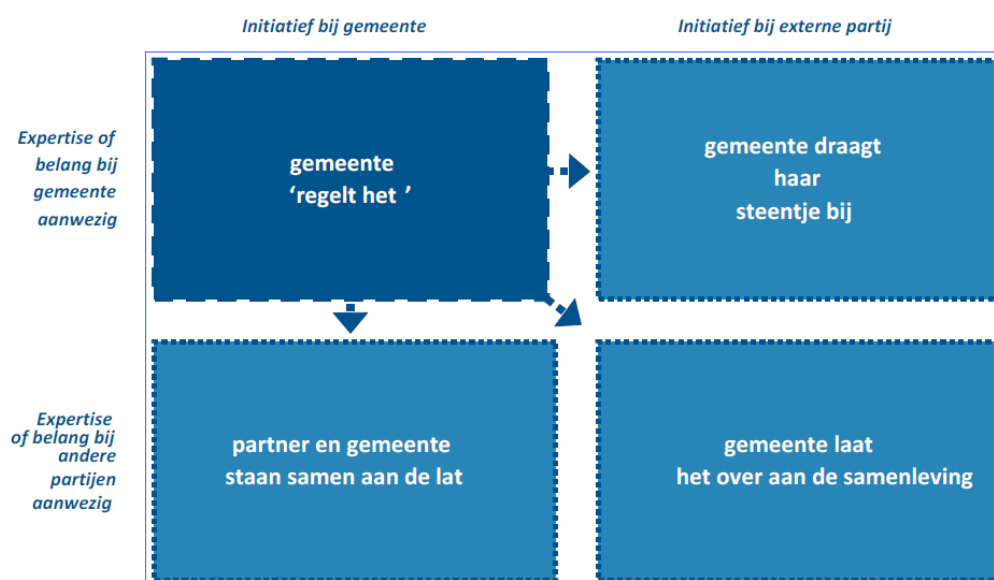 Initiatief bij gemeente
Initiatief bij externe partij
Expertise of
belang bij
gemeente
aanwezig
gemeente
‘regelt het ’
gemeente draagt
haar
steentje bij
Expertise
of belang bij
andere
partijen
aanwezig
partner en gemeente
staan samen aan de lat
gemeente laat
het over aan de samenleving